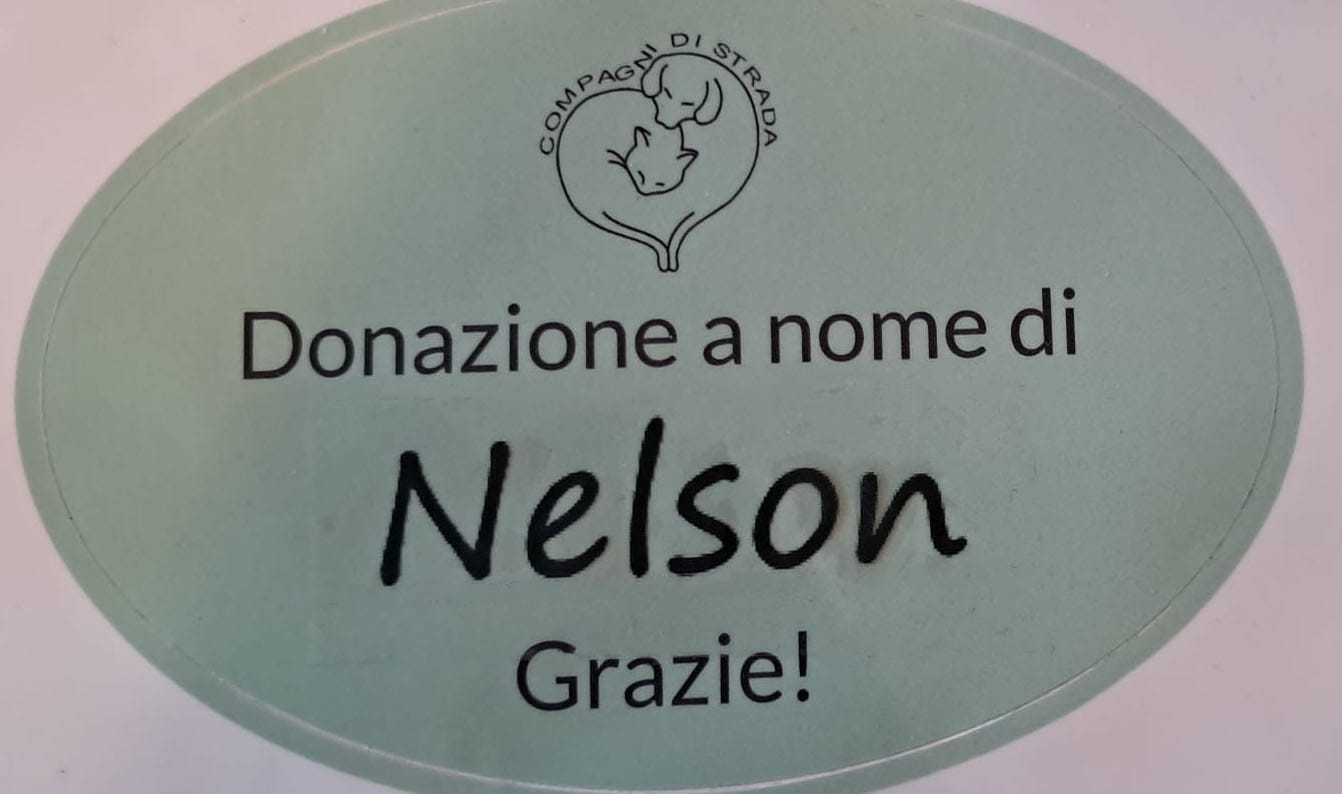 COMPAGNI DI STRADA
Donazione a nome di
Nelson
Grazie!